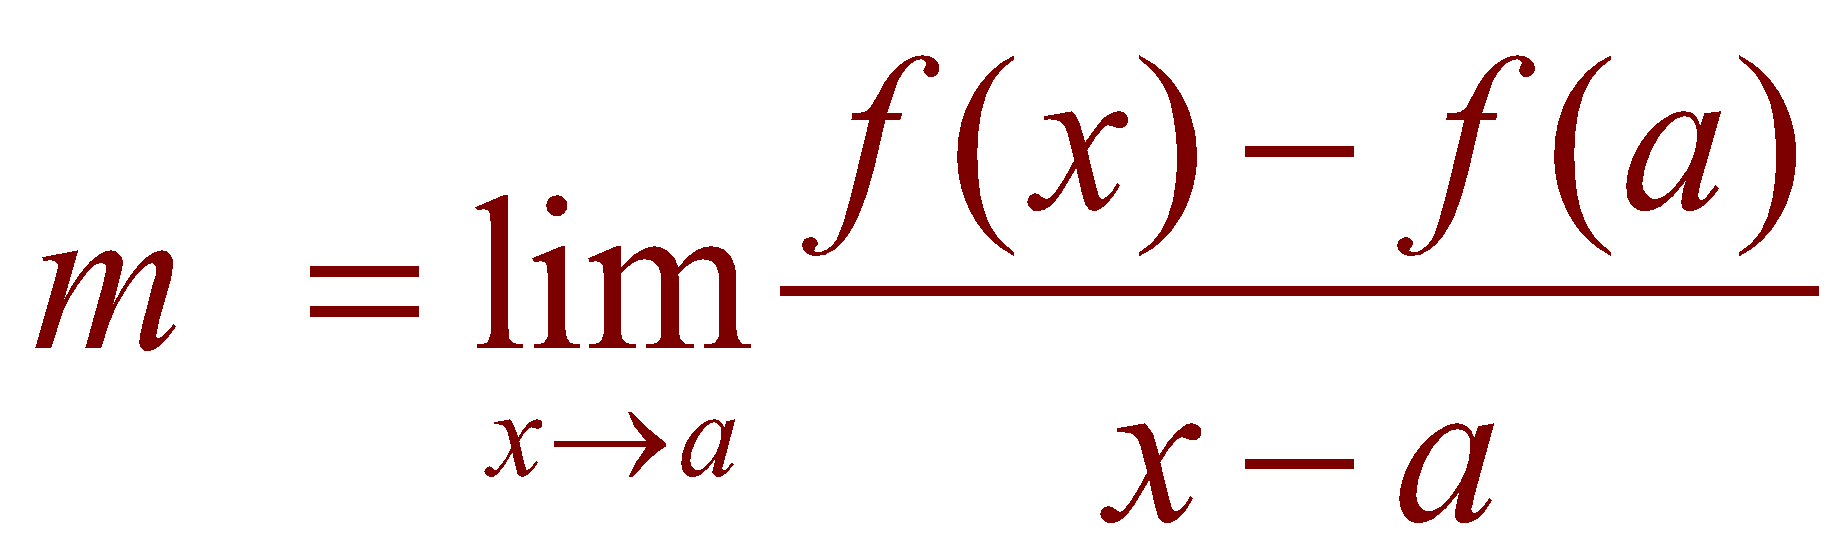 m = lim x→a (f(x) − f(a)) / (x − a)